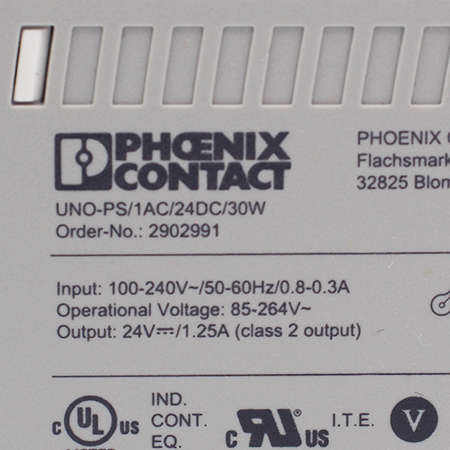 PHOENIX
CONTACT
UNO-PS/1AC/24DC/30W
Order-No.: 2902991
PHOENIX
Flachsmark
32825 Blom
Input: 100-240V~/50-60Hz/0.8-0.3A
Operational Voltage: 85-264V~
Output: 24V⎓/1.25A (class 2 output)
c UL us
LISTED
IND.
CONT.
EQ.
c RU us
I.T.E.
V